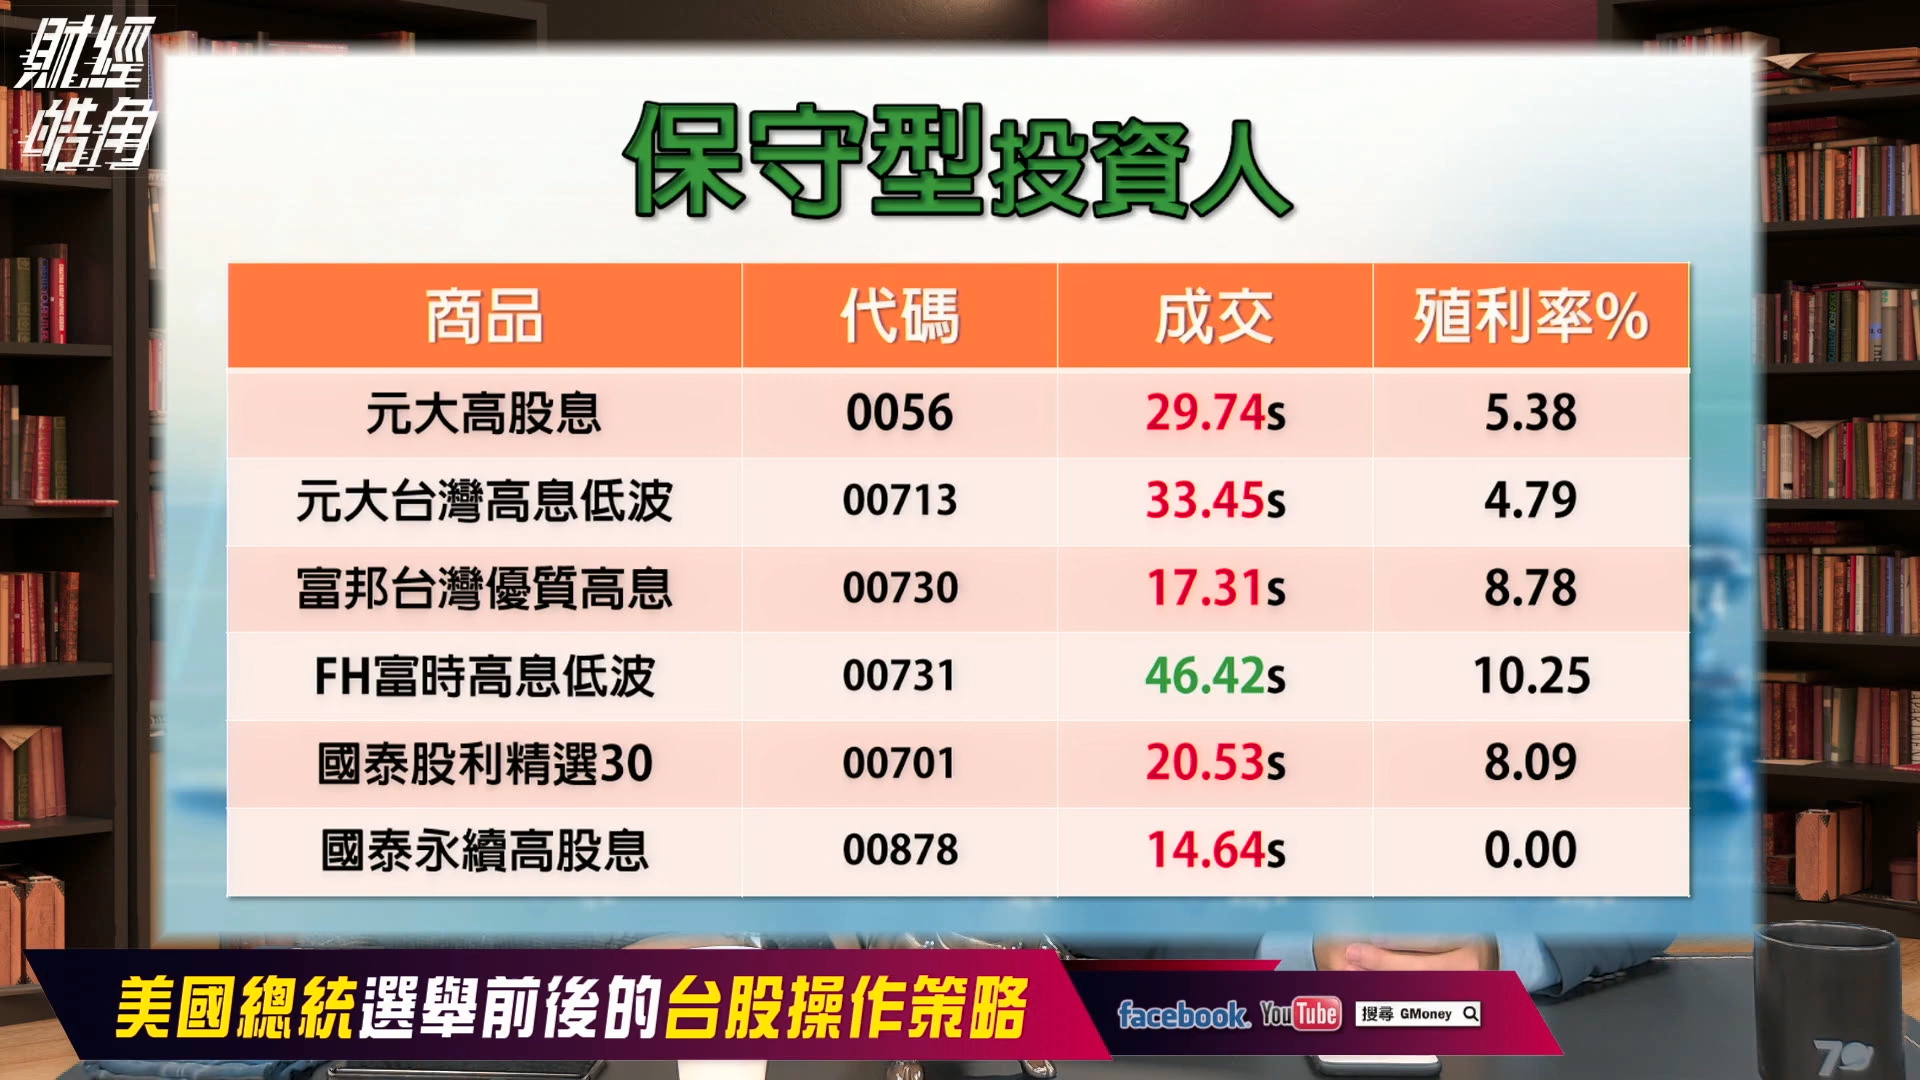 財經
皓角
保守型投資人
商品 代碼 成交 殖利率%
元大高股息 0056 29.74s 5.38
元大台灣高息低波 00713 33.45s 4.79
富邦台灣優質高息 00730 17.31s 8.78
FH富時高息低波 00731 46.42s 10.25
國泰股利精選30 00701 20.53s 8.09
國泰永續高股息 00878 14.64s 0.00
美國總統選舉前後的台股操作策略
facebook. YouTube 搜尋 GMoney
70